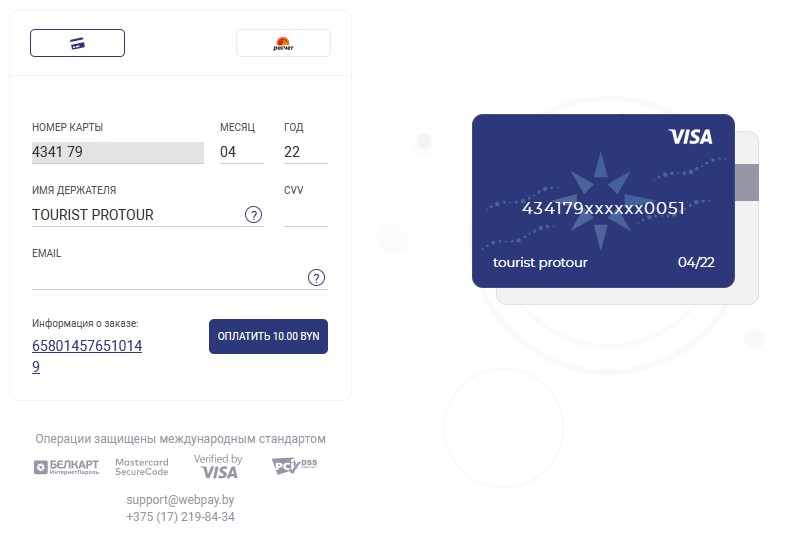 расчет
НОМЕР КАРТЫ
МЕСЯЦ
ГОД
4341 79
04
22
ИМЯ ДЕРЖАТЕЛЯ
CVV
TOURIST PROTOUR
?
EMAIL
?
Информация о заказе:
65801457651014
9
ОПЛАТИТЬ 10.00 BYN
Операции защищены международным стандартом
БЕЛКАРТ
ИнтернетПароль
Mastercard
SecureCode
Verified by
VISA
PCI DSS
support@webpay.by
+375 (17) 219-84-34
VISA
434179xxxxxx0051
tourist protour
04/22